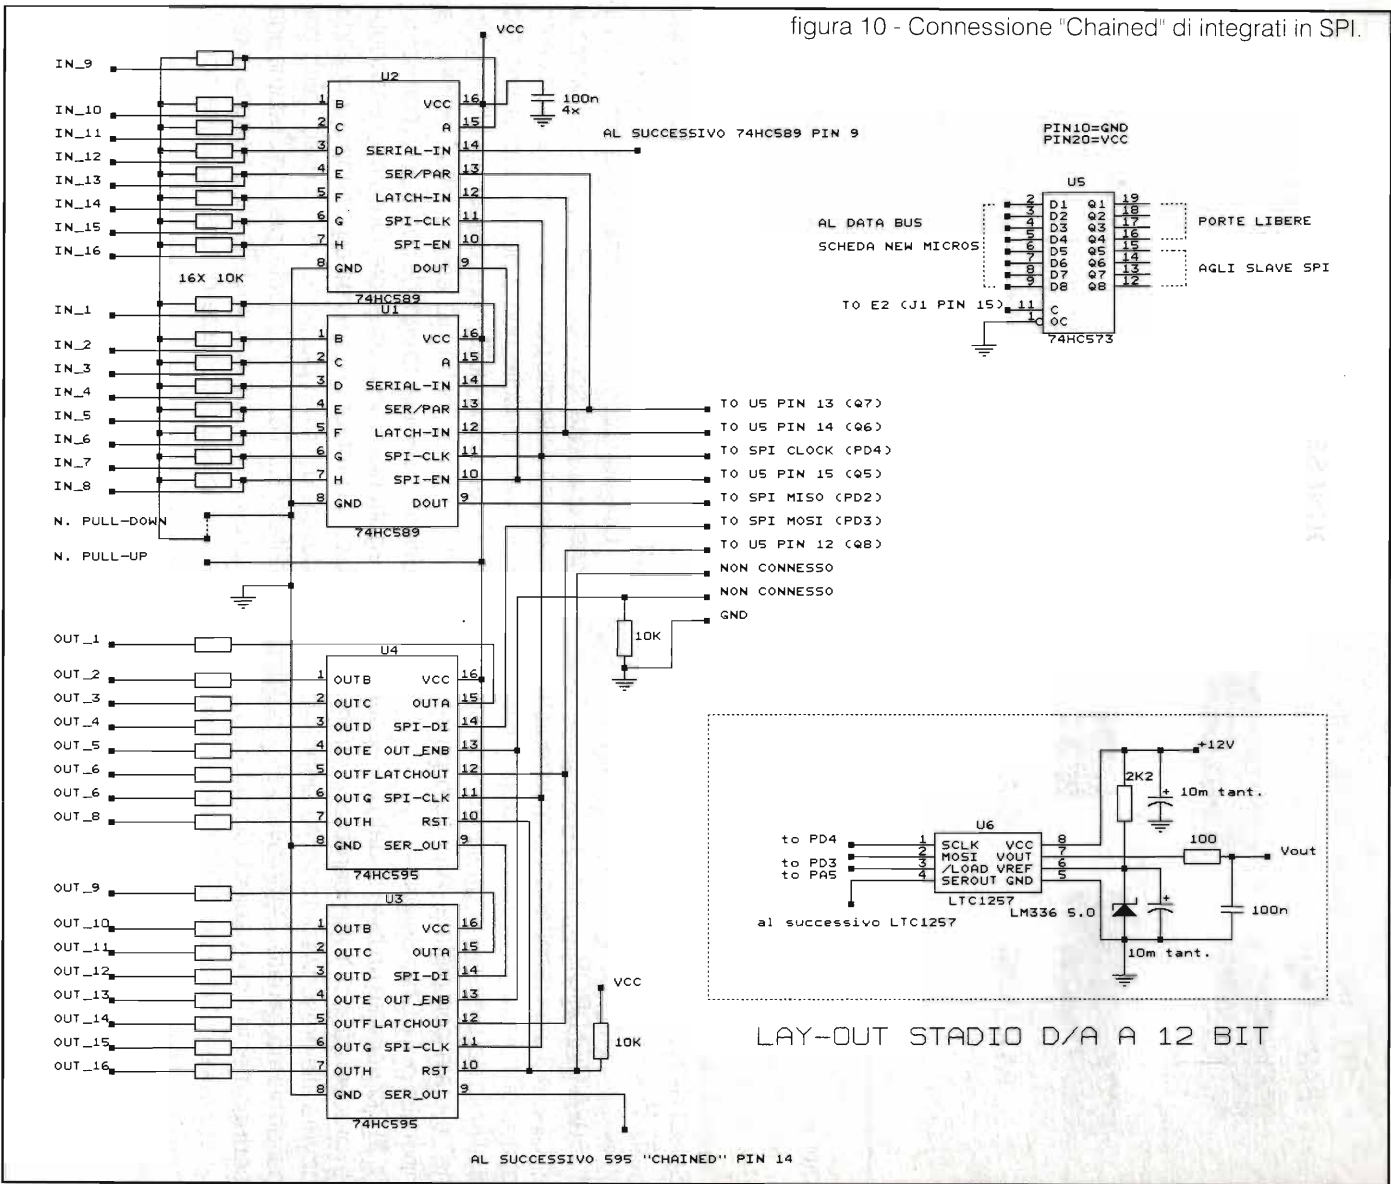 figura 10 - Connessione "Chained" di integrati in SPI.
VCC
IN_9
IN_10
IN_11
IN_12
IN_13
IN_14
IN_15
IN_16
16X 10K
U2
1 B VCC 16
2 C A 15
3 D SERIAL-IN 14
4 E SER/PAR 13
5 F LATCH-IN 12
6 G SPI-CLK 11
7 H SPI-EN 10
8 GND DOUT 9
74HC589
100n
4x
AL SUCCESSIVO 74HC589 PIN 9
IN_1
IN_2
IN_3
IN_4
IN_5
IN_6
IN_7
IN_8
N. PULL-DOWN
N. PULL-UP
U1
1 B VCC 16
2 C A 15
3 D SERIAL-IN 14
4 E SER/PAR 13
5 F LATCH-IN 12
6 G SPI-CLK 11
7 H SPI-EN 10
8 GND DOUT 9
74HC589
PIN10=GND
PIN20=VCC
U5
2 D1 Q1 19
3 D2 Q2 18
4 D3 Q3 17
5 D4 Q4 16
6 D5 Q5 15
7 D6 Q6 14
8 D7 Q7 13
9 D8 Q8 12
11 C
1 OC
74HC573
AL DATA BUS
SCHEDA NEW MICROS
TO E2 (J1 PIN 15)
PORTE LIBERE
AGLI SLAVE SPI
TO U5 PIN 13 (Q7)
TO U5 PIN 14 (Q6)
TO SPI CLOCK (PD4)
TO U5 PIN 15 (Q5)
TO SPI MISO (PD2)
TO SPI MOSI (PD3)
TO U5 PIN 12 (Q8)
NON CONNESSO
NON CONNESSO
GND
10K
OUT_1
OUT_2
OUT_3
OUT_4
OUT_5
OUT_6
OUT_6
OUT_8
U4
1 OUTB VCC 16
2 OUTC OUTA 15
3 OUTD SPI-DI 14
4 OUTE OUT_ENB 13
5 OUTF LATCHOUT 12
6 OUTG SPI-CLK 11
7 OUTH RST 10
8 GND SER_OUT 9
74HC595
OUT_9
OUT_10
OUT_11
OUT_12
OUT_13
OUT_14
OUT_15
OUT_16
U3
1 OUTB VCC 16
2 OUTC OUTA 15
3 OUTD SPI-DI 14
4 OUTE OUT_ENB 13
5 OUTF LATCHOUT 12
6 OUTG SPI-CLK 11
7 OUTH RST 10
8 GND SER_OUT 9
74HC595
VCC
10K
AL SUCCESSIVO 595 "CHAINED" PIN 14
+12V
2K2
+ 10m tant.
U6
to PD4 1 SCLK VCC 8
to PD3 2 MOSI VOUT 7
to PA5 3 /LOAD VREF 6
4 SEROUT GND 5
LTC1257
al successivo LTC1257
100
Vout
LM336 5.0
+
100n
10m tant.
LAY-OUT STADIO D/A A 12 BIT